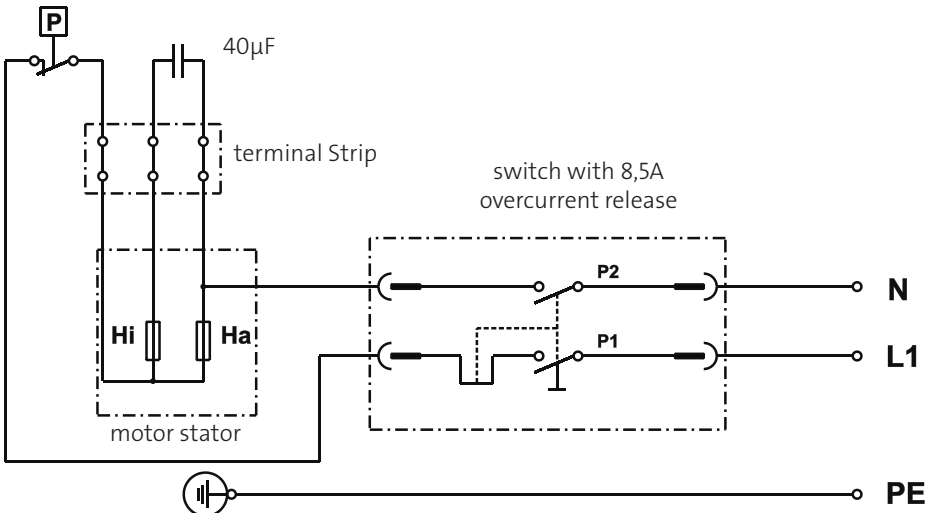 P
40µF
terminal Strip
switch with 8,5A
overcurrent release
P2
N
Hi
Ha
P1
L1
motor stator
PE